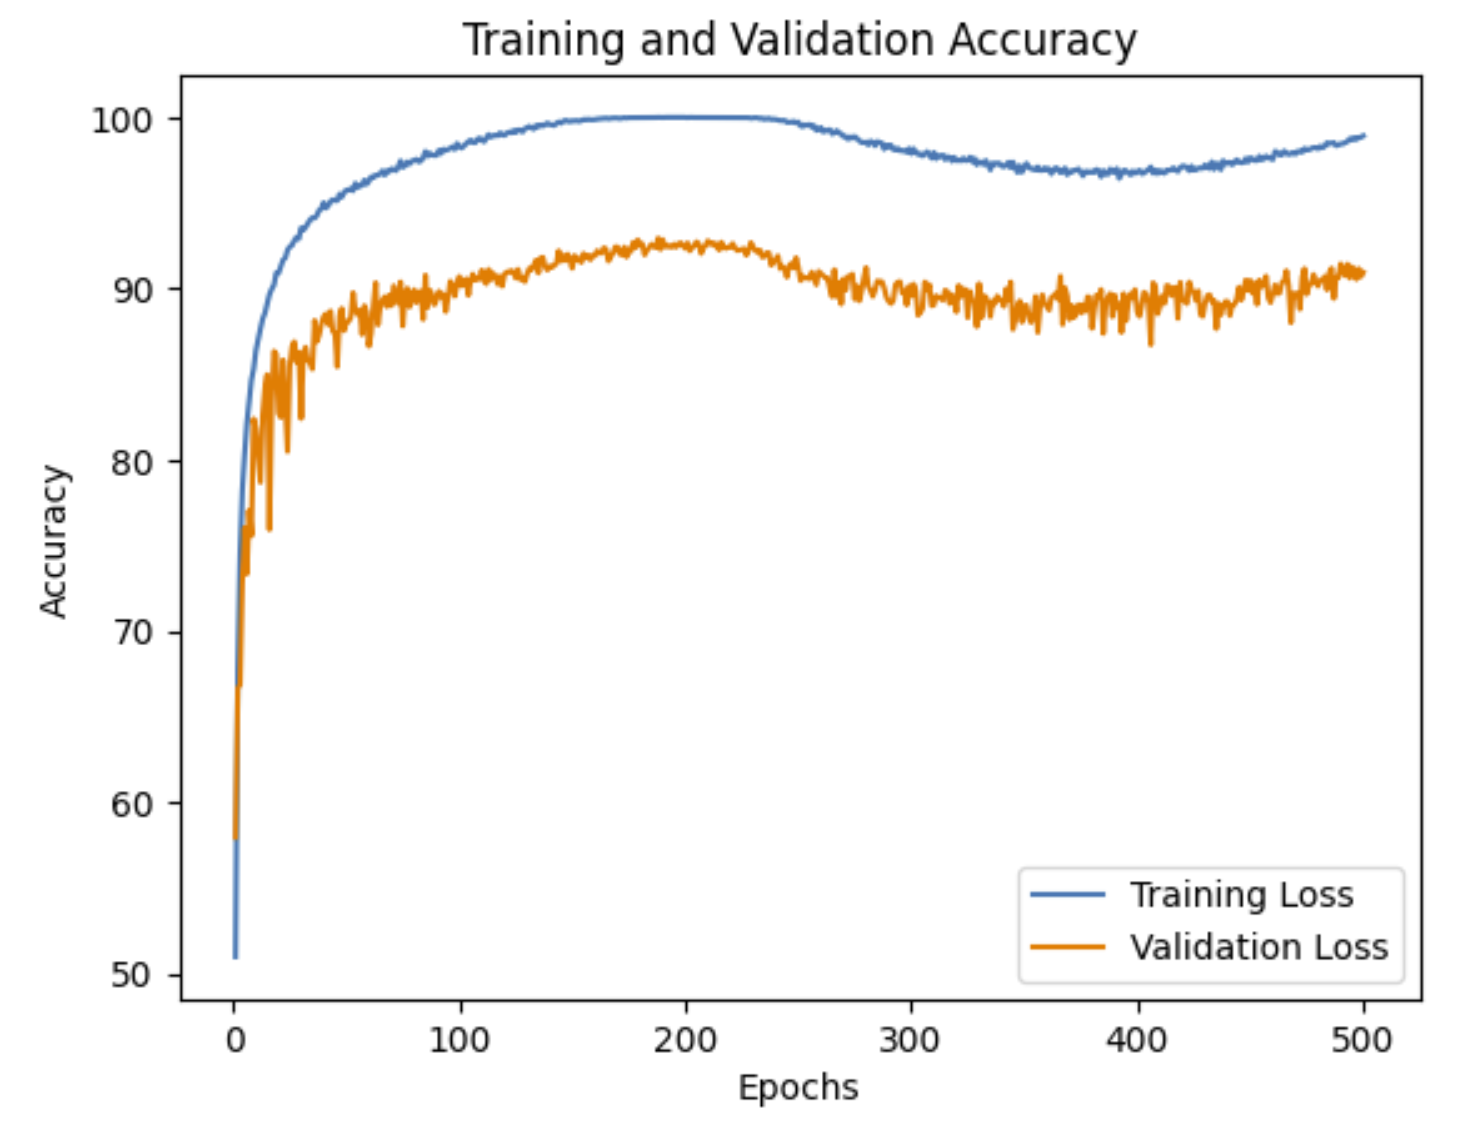 Training and Validation Accuracy
100
90
80
70
60
50
Accuracy
0 100 200 300 400 500
Epochs
Training Loss
Validation Loss